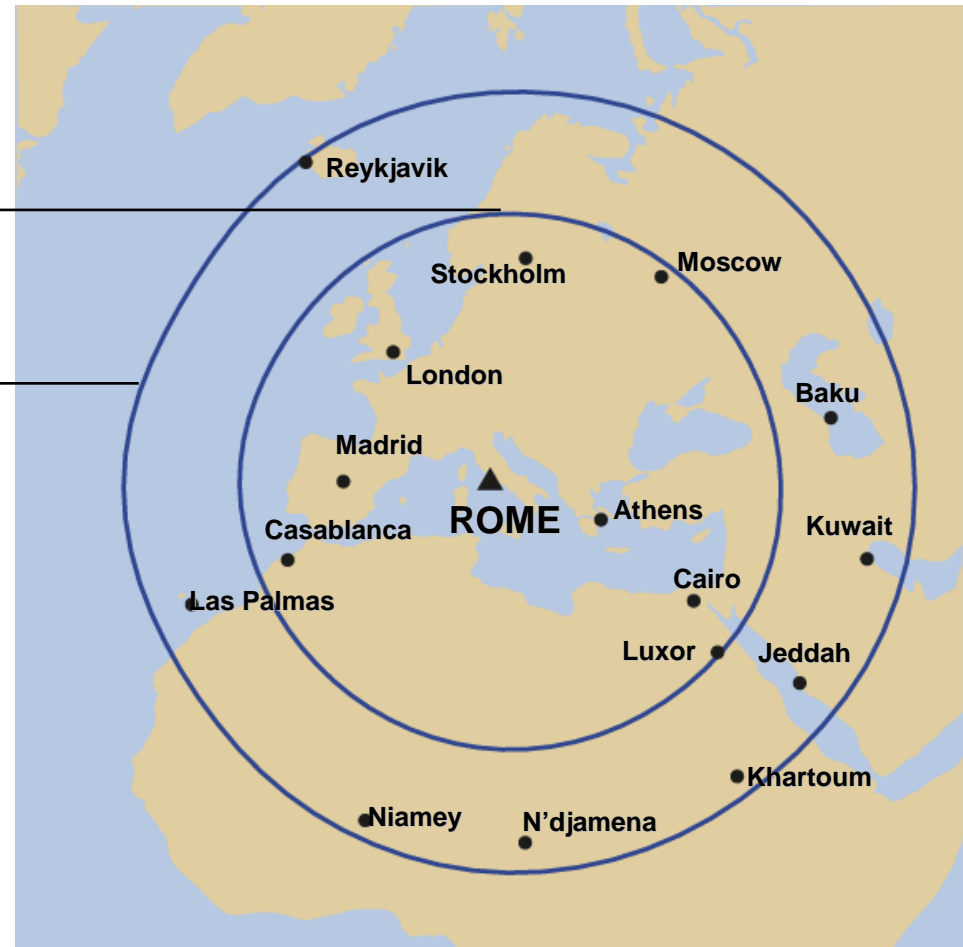 Reykjavik
Moscow
Stockholm
London
Baku
Madrid
ROME
Athens
Casablanca
Kuwait
Cairo
Las Palmas
Luxor
Jeddah
Khartoum
Niamey
N’djamena